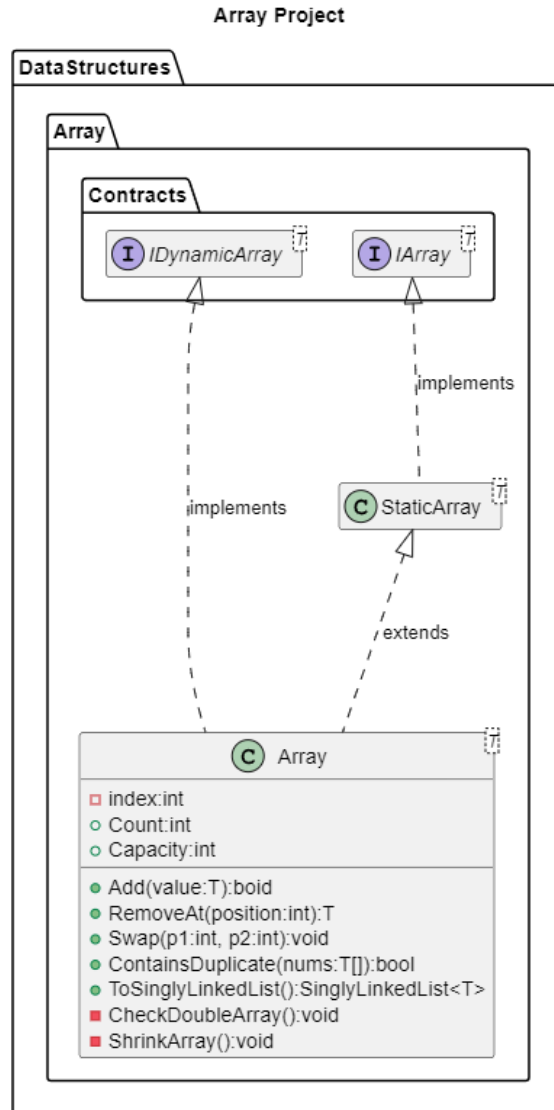 Array Project
DataStructures
Array
Contracts
I IDynamicArray T
I IArray T
implements
C StaticArray T
implements
extends
C Array T
index:int
Count:int
Capacity:int
Add(value:T):boid
RemoveAt(position:int):T
Swap(p1:int, p2:int):void
ContainsDuplicate(nums:T[]):bool
ToSinglyLinkedList():SinglyLinkedList<T>
CheckDoubleArray():void
ShrinkArray():void